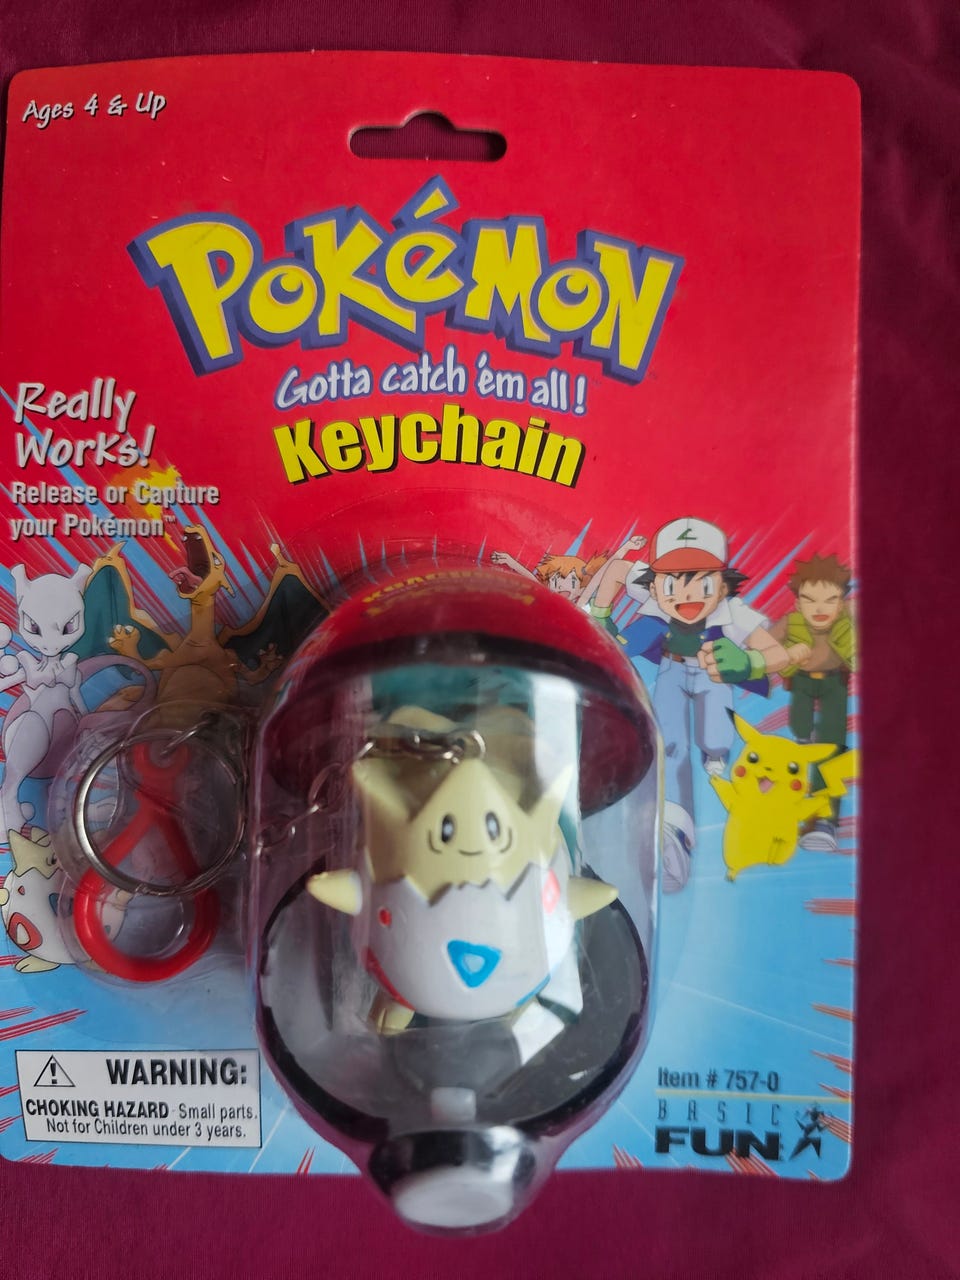 Ages 4 & Up
POKéMON
Gotta catch 'em all!
Keychain
Really
Works!
Release or Capture
your Pokémon™
WARNING:
CHOKING HAZARD - Small parts.
Not for Children under 3 years.
Item # 757-0
BASIC
FUN